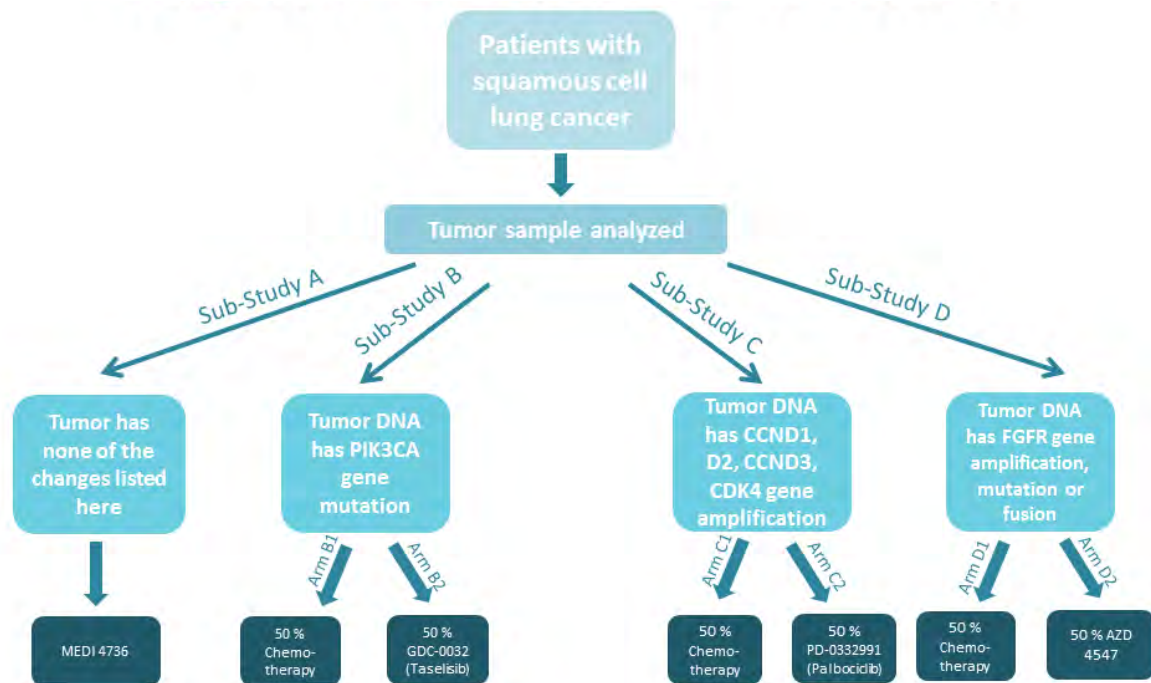 Patients with
squamous cell
lung cancer
Tumor sample analyzed
Sub-Study A
Sub-Study B
Sub-Study C
Sub-Study D
Tumor has
none of the
changes listed
here
Tumor DNA
has PIK3CA
gene
mutation
Tumor DNA
has CCND1,
D2, CCND3,
CDK4 gene
amplification
Tumor DNA
has FGFR gene
amplification,
mutation or
fusion
Arm B1
Arm B2
Arm C1
Arm C2
Arm D1
Arm D2
MEDI 4736
50 %
Chemo-
therapy
50 %
GDC-0032
(Taselisib)
50 %
Chemo-
therapy
50 %
PD-0332991
(Palbociclib)
50 %
Chemo-
therapy
50 % AZD
4547